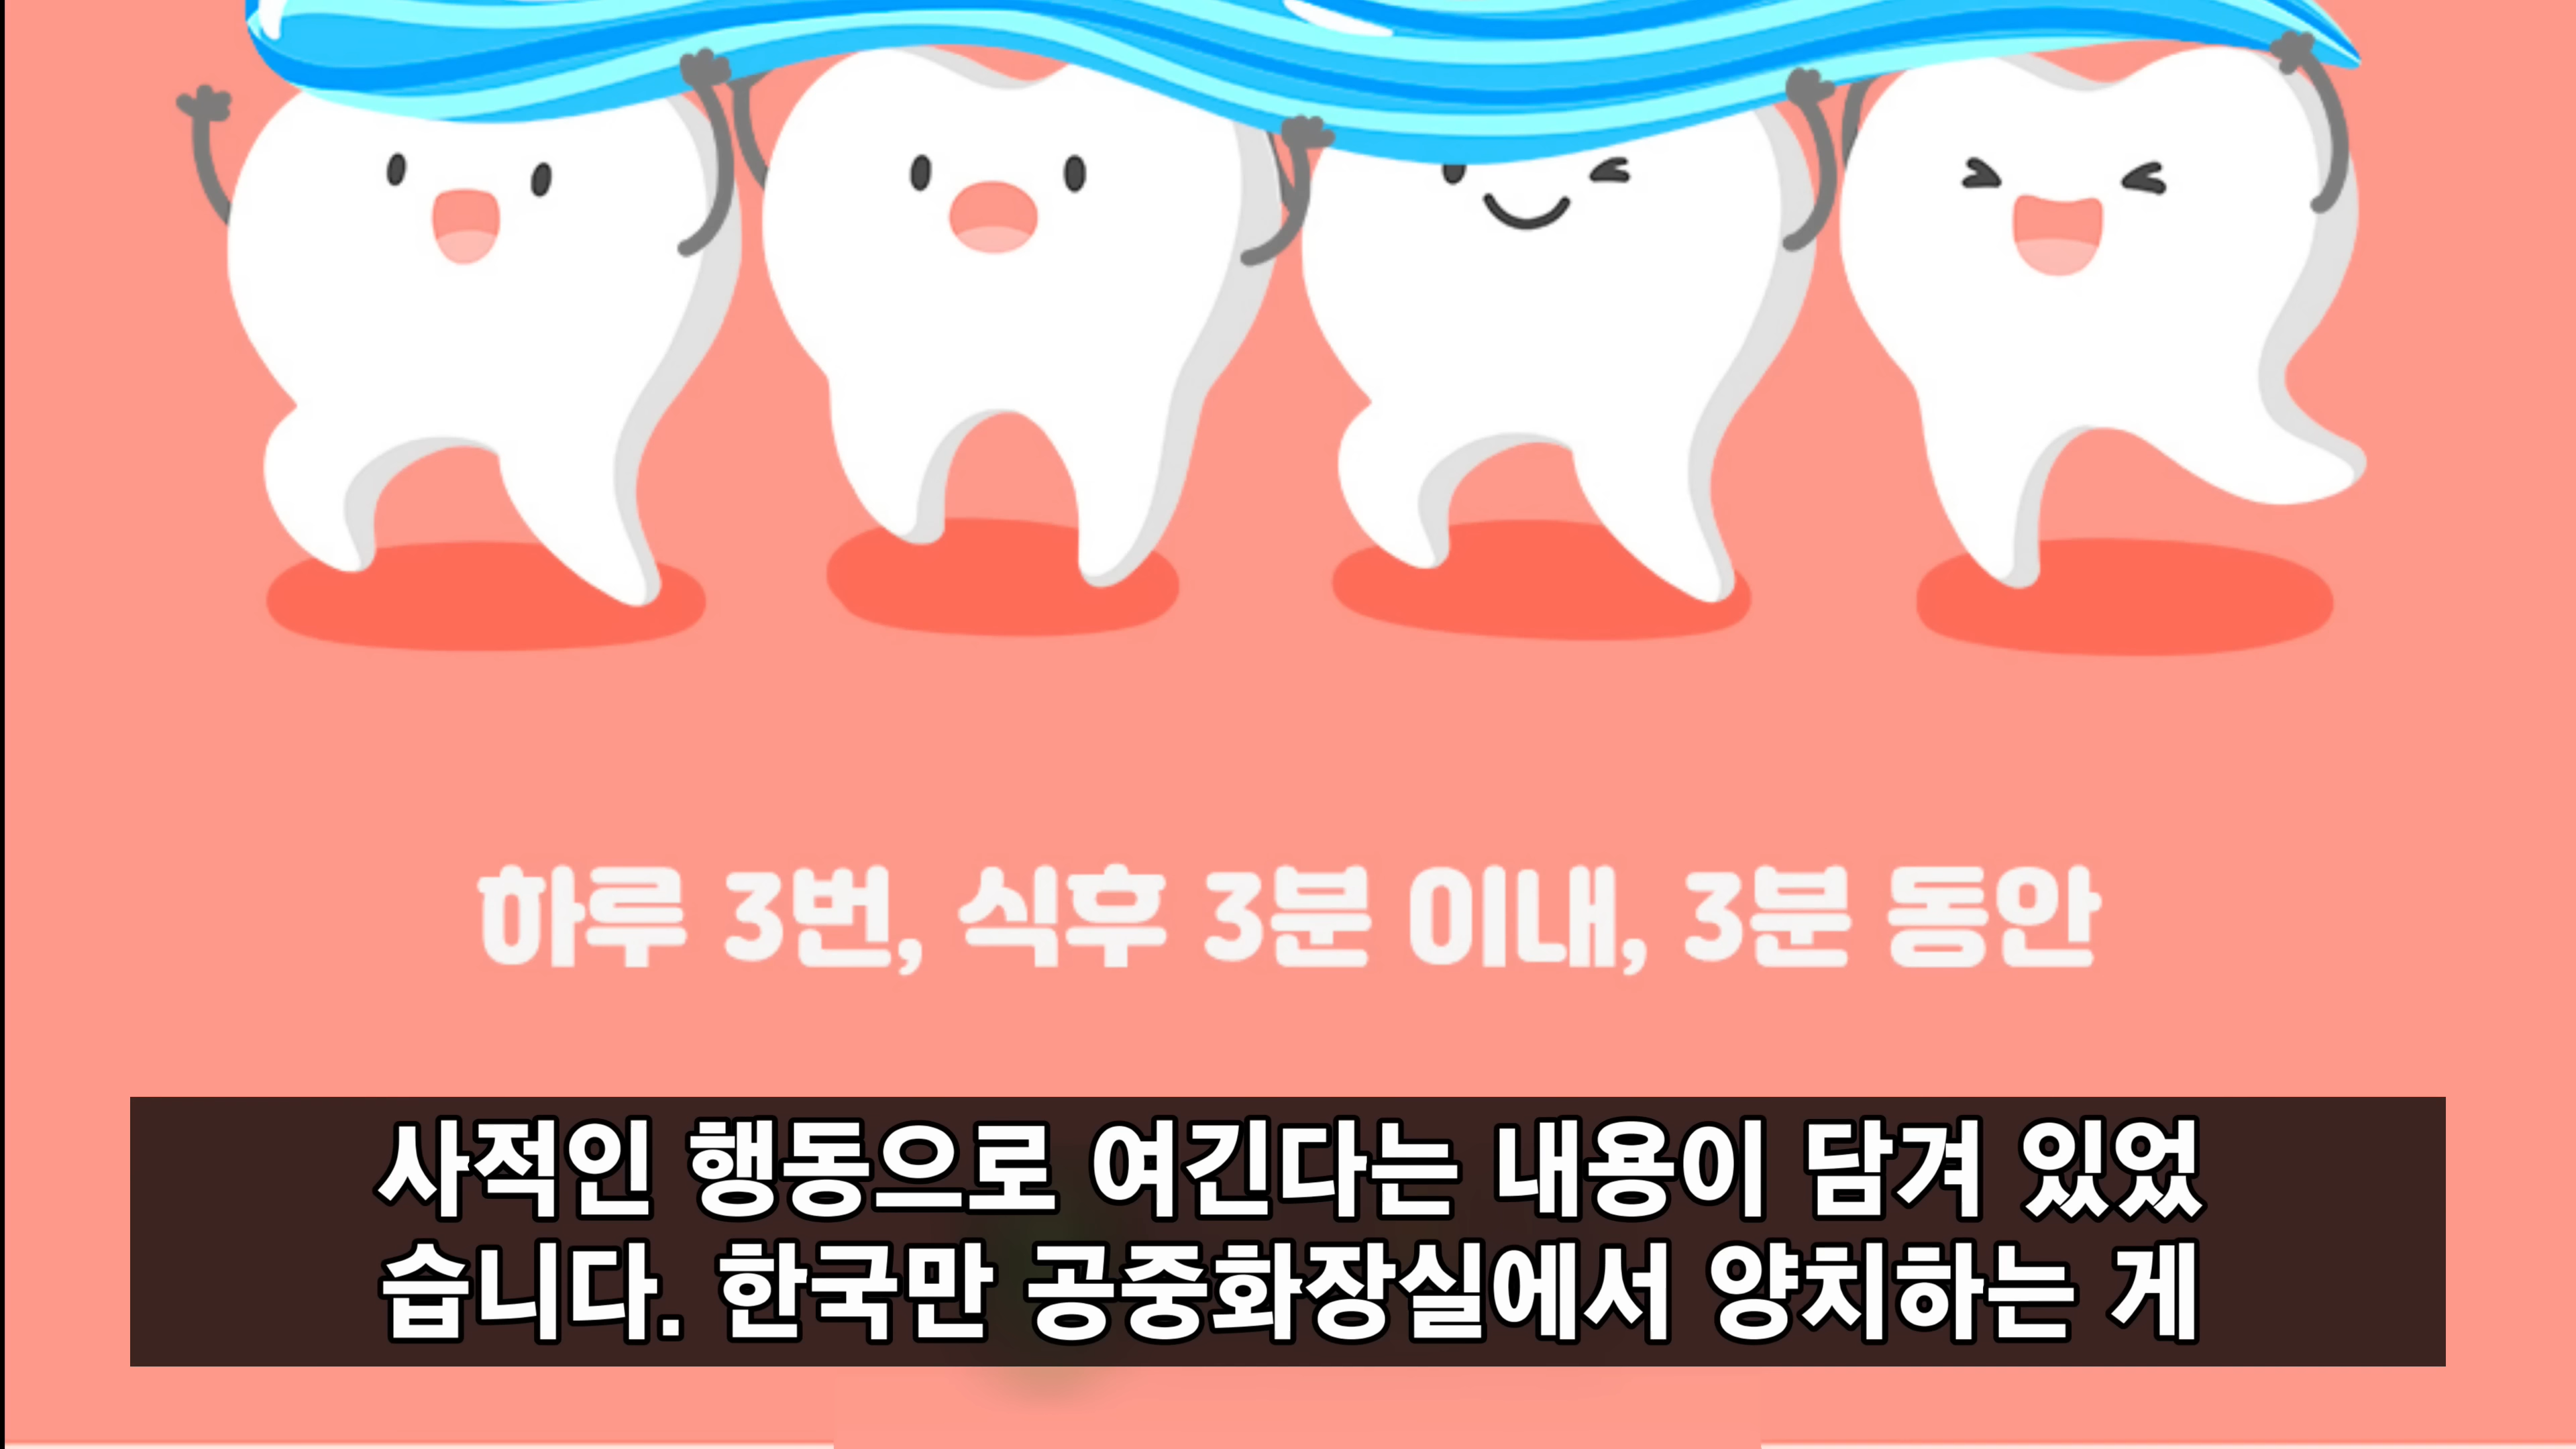 하루 3번, 식후 3분 이내, 3분 동안
사적인 행동으로 여긴다는 내용이 담겨 있었
습니다. 한국만 공중화장실에서 양치하는 게